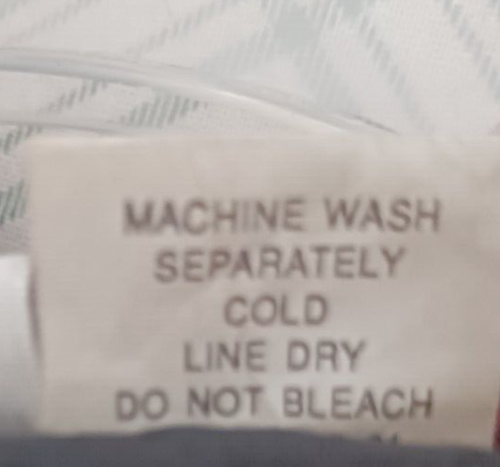 MACHINE WASH
SEPARATELY
COLD
LINE DRY
DO NOT BLEACH